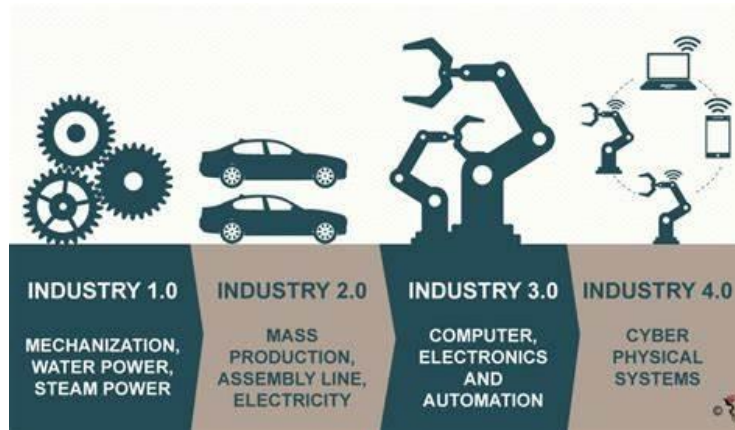 INDUSTRY 1.0
MECHANIZATION,
WATER POWER,
STEAM POWER
INDUSTRY 2.0
MASS
PRODUCTION,
ASSEMBLY LINE,
ELECTRICITY
INDUSTRY 3.0
COMPUTER,
ELECTRONICS
AND
AUTOMATION
INDUSTRY 4.0
CYBER
PHYSICAL
SYSTEMS
©